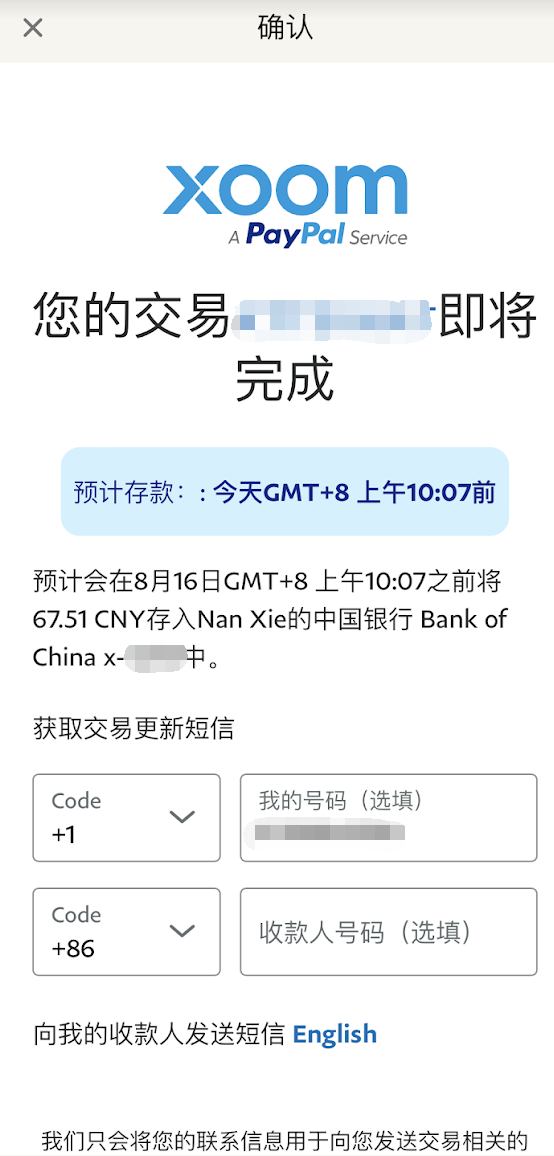 确认
xoom
A PayPal Service
您的交易即将
完成
预计存款：: 今天GMT+8 上午10:07前
预计会在8月16日GMT+8 上午10:07之前将
67.51 CNY存入Nan Xie的中国银行 Bank of
China x-中。
获取交易更新短信
Code
+1
我的号码（选填）
Code
+86
收款人号码（选填）
向我的收款人发送短信 English
我们只会将您的联系信息用于向您发送交易相关的